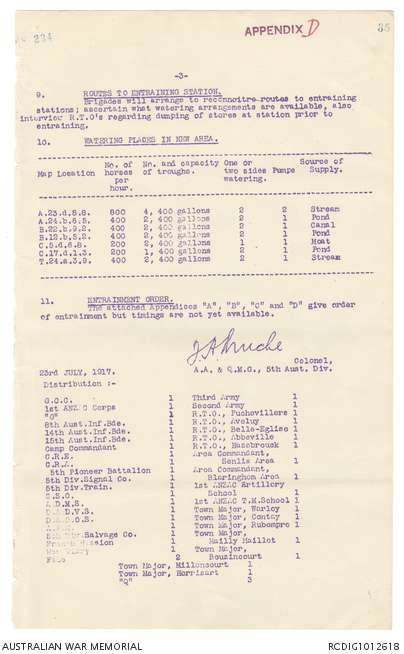 234
APPENDIX D
35
-3-
9. ROUTES TO ENTRAINING STATION.
Brigades will arrange to reconnoitre routes to entraining
stations; ascertain what watering arrangements are available, also
interview R.T.O's regarding dumping of stores at station prior to
entraining.
10. WATERING PLACES IN NEW AREA.
Map Location No. of horses per hour. No. and capacity of troughs. One or two sides watering. Pumps Source of Supply.
A.23.d.8.8. 800 4, 400 gallons 2 2 Stream
A.24.b.6.5. 400 2, 400 gallons 2 1 Pond
B.22.b.9.2. 400 2, 400 gallons 2 1 Canal
B.12.b.5.2. 400 2, 400 gallons 2 1 Pond
C.5.d.8.8. 200 2, 400 gallons 1 1 Moat
C.17.d.1.3. 200 1, 400 gallons 2 1 Pond
T.24.a.3.9. 400 2, 400 gallons 2 1 Stream
11. ENTRAINMENT ORDER.
The attached Appendices "A", "B", "C" and "D" give order
of entrainment but timings are not yet available.
Colonel,
A.A. & Q.M.G., 5th Aust. Div.
23rd JULY, 1917.
Distribution :-
G.O.C. 1
1st ANZAC Corps 1
"G" 1
8th Aust.Inf.Bde. 1
14th Aust.Inf.Bde. 1
15th Aust.Inf.Bde. 1
Camp Commandant 1
C.R.E. 1
C.R.A. 1
5th Pioneer Battalion 1
5th Div.Signal Co. 1
5th Div.Train. 1
S.S.O. 1
A.D.M.S. 1
D.A.D.V.S. 1
D.A.D.O.S. 1
1
5th Div.Salvage Co. 1
French Mission 1
War Diary 1
File 2
Third Army 1
Second Army 1
R.T.O., Puchevillers 1
R.T.O., Aveluy 1
R.T.O., Belle-Eglise 1
R.T.O., Abbeville 1
R.T.O., Hazebrouck 1
Area Commandant,
Senlis Area 1
Area Commandant,
Blaringhem Area 1
1st ANZAC Artillery
School 1
1st ANZAC T.M.School 1
Town Major, Warloy 1
Town Major, Contay 1
Town Major, Rubempre 1
Town Major,
Mailly Maillet 1
Town Major,
Bouzincourt 1
Town Major, Millencourt 1
Town Major, Herrisart 1
"Q" 3
AUSTRALIAN WAR MEMORIAL
RCDIG1012618